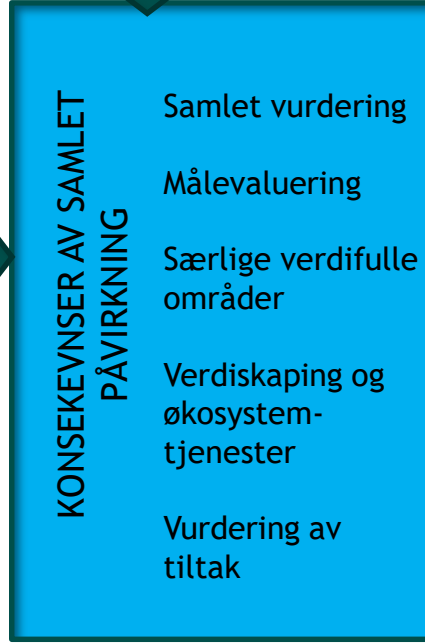 KONSEKEVNSER AV SAMLET
PÅVIRKNING
Samlet vurdering
Målevaluering
Særlige verdifulle
områder
Verdiskaping og
økosystem-
tjenester
Vurdering av
tiltak